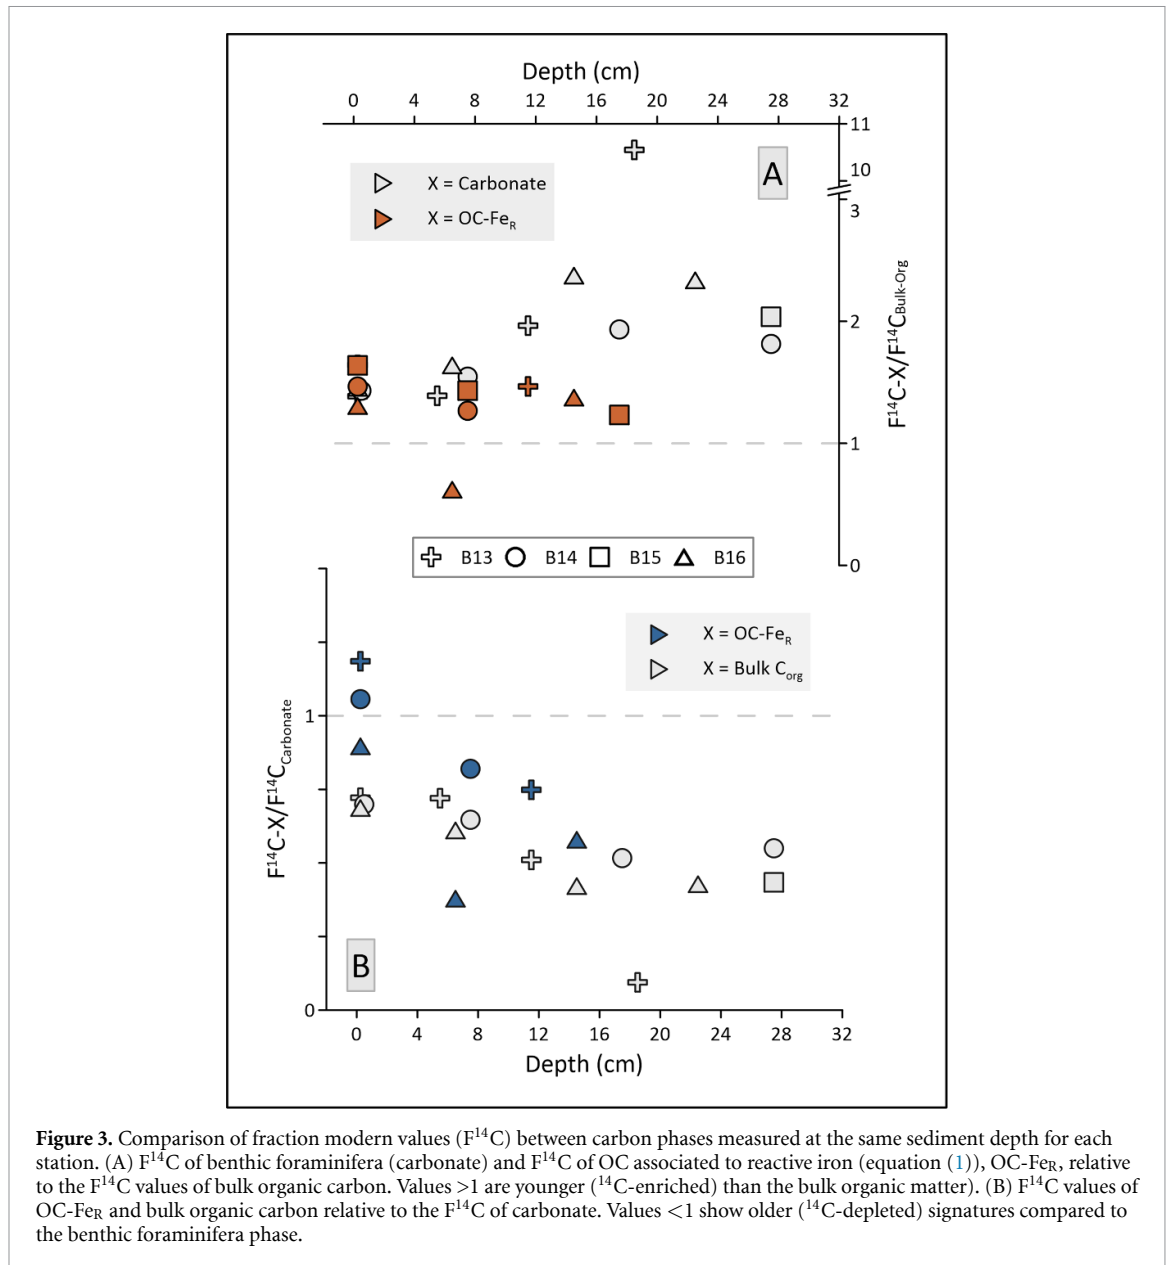 Depth (cm)
0 4 8 12 16 20 24 28 32
11
10
3
2
1
0
A
X = Carbonate
X = OC-FeR
F14C-X/F14CBulk-Org
B13 B14 B15 B16
X = OC-FeR
X = Bulk Corg
F14C-X/F14CCarbonate
1
0
B
0 4 8 12 16 20 24 28 32
Depth (cm)
Figure 3. Comparison of fraction modern values (F14C) between carbon phases measured at the same sediment depth for each
station. (A) F14C of benthic foraminifera (carbonate) and F14C of OC associated to reactive iron (equation (1)), OC-FeR, relative
to the F14C values of bulk organic carbon. Values >1 are younger (14C-enriched) than the bulk organic matter). (B) F14C values of
OC-FeR and bulk organic carbon relative to the F14C of carbonate. Values <1 show older (14C-depleted) signatures compared to
the benthic foraminifera phase.